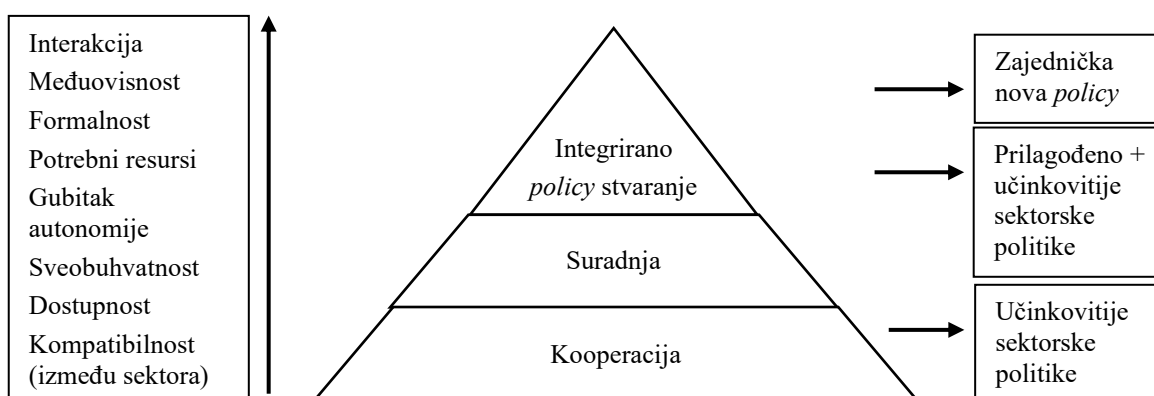 Interakcija
Međuovisnost
Formalnost
Potrebni resursi
Gubitak
autonomije
Sveobuhvatnost
Dostupnost
Kompatibilnost
(između sektora)
Integrirano
policy stvaranje
Suradnja
Kooperacija
Zajednička
nova policy
Prilagođeno +
učinkovitije
sektorske
politike
Učinkovitije
sektorske
politike